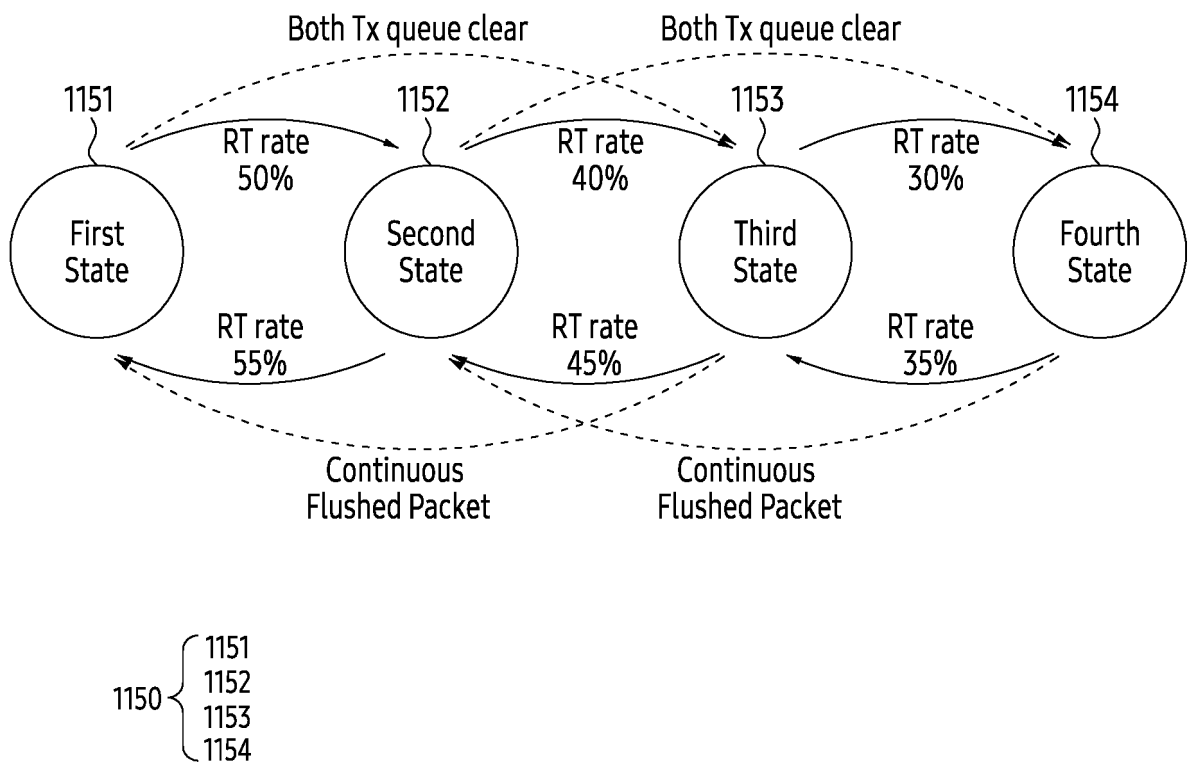 Both Tx queue clear
Both Tx queue clear
1151
1152
1153
1154
RT rate
50%
RT rate
40%
RT rate
30%
First
State
Second
State
Third
State
Fourth
State
RT rate
55%
RT rate
45%
RT rate
35%
Continuous
Flushed Packet
Continuous
Flushed Packet
1150
1151
1152
1153
1154